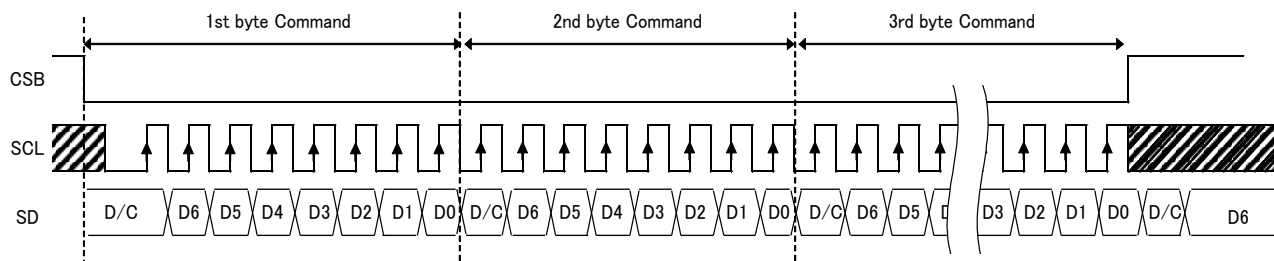 1st byte Command 2nd byte Command 3rd byte Command
CSB
SCL
SD D/C D6 D5 D4 D3 D2 D1 D0 D/C D6 D5 D4 D3 D2 D1 D0 D/C D6 D5 D3 D2 D1 D0 D/C D6